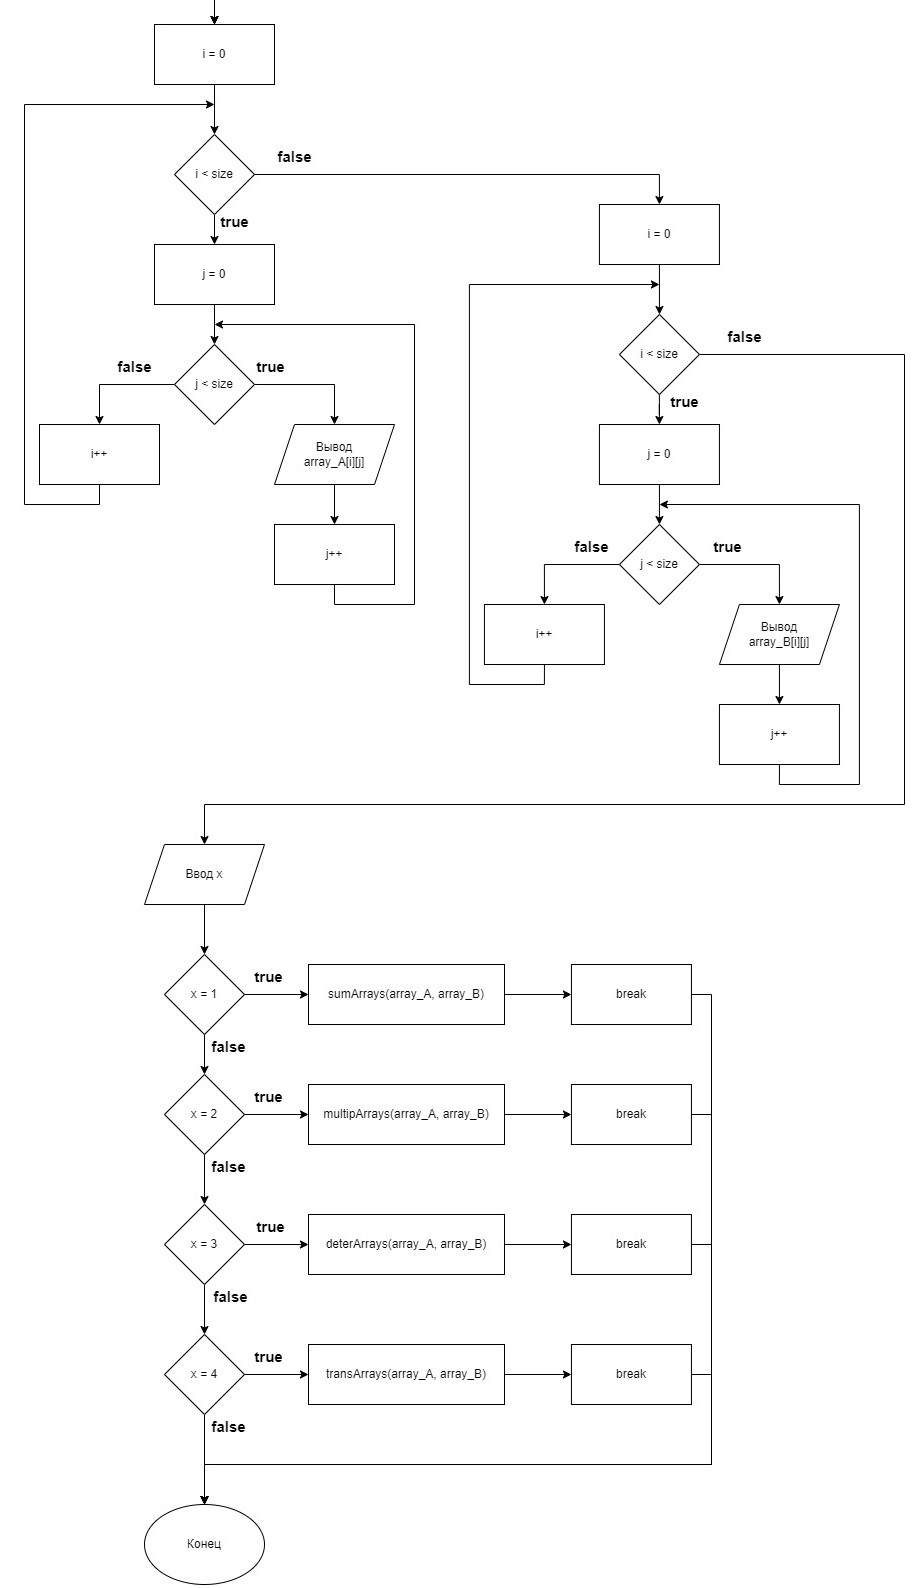 i = 0
i < size
false
true
j = 0
j < size
false
true
i++
Вывод
array_A[i][j]
j++
i = 0
i < size
false
true
j = 0
j < size
false
true
i++
Вывод
array_B[i][j]
j++
Ввод x
x = 1
true
sumArrays(array_A, array_B)
break
false
x = 2
true
multipArrays(array_A, array_B)
break
false
x = 3
true
deterArrays(array_A, array_B)
break
false
x = 4
true
transArrays(array_A, array_B)
break
false
Конец